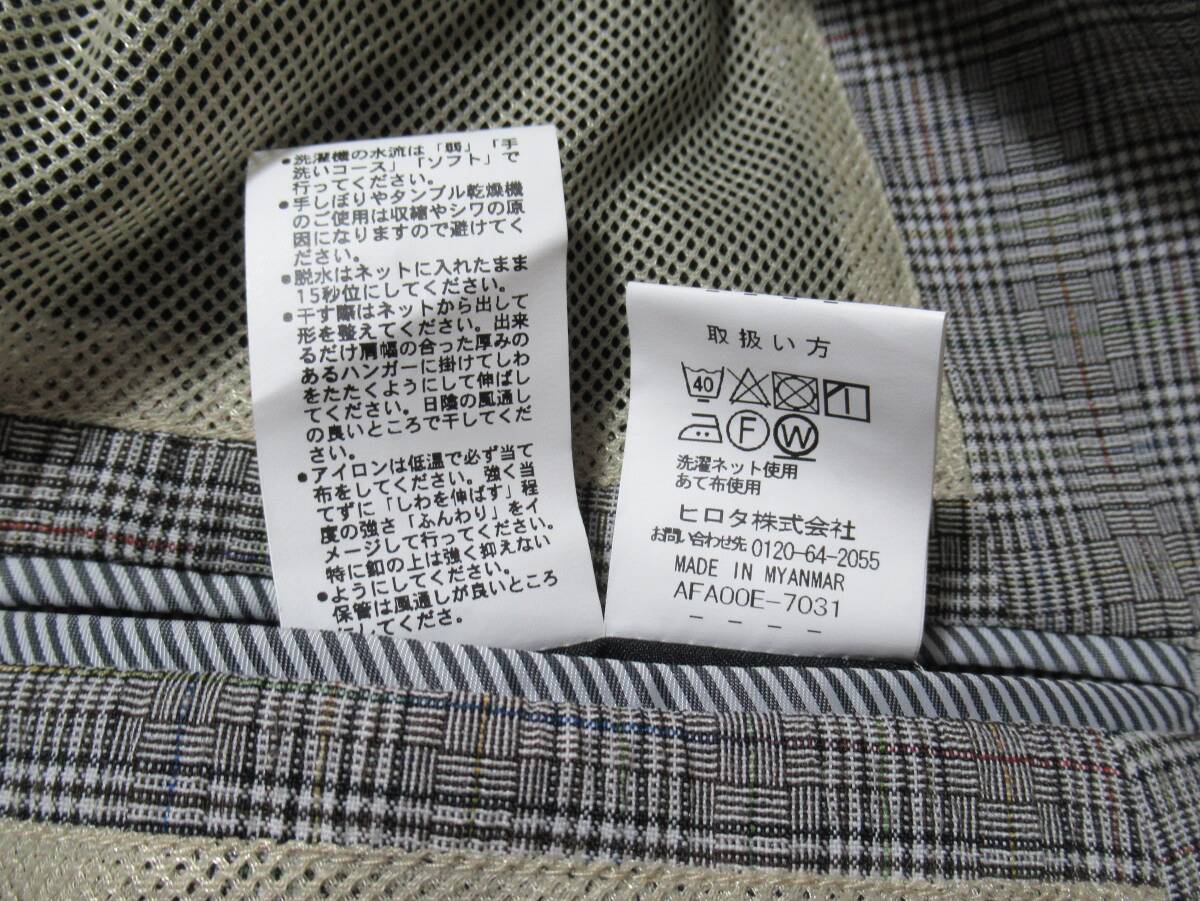 ●洗濯機の水流は「弱」「手
洗いコース」「ソフト」で
行ってください。
●手しぼりやタンブル乾燥機
のご使用は収縮やシワの原
因になりますので避けてく
ださい。
●脱水はネットに入れたまま
15秒位にしてください。
●干す際はネットから出して
形を整えてください。出来
るだけ肩幅の合った厚みの
あるハンガーに掛けてしわ
をたたくようにして伸ばし
てください。日陰の風通し
の良いところで干してくだ
さい。
●アイロンは低温で必ず当て
布をしてください。強く当
てずに「しわを伸ばす」程
度の強さ「ふんわり」をイ
メージして行ってください。
特に釦の上は強く抑えない
ようにしてください。
●保管は風通しが良いところ
にしてくださ。
取扱い方
40
F W
洗濯ネット使用
あて布使用
ヒロタ株式会社
お問い合わせ先 0120-64-2055
MADE IN MYANMAR
AFA00E-7031